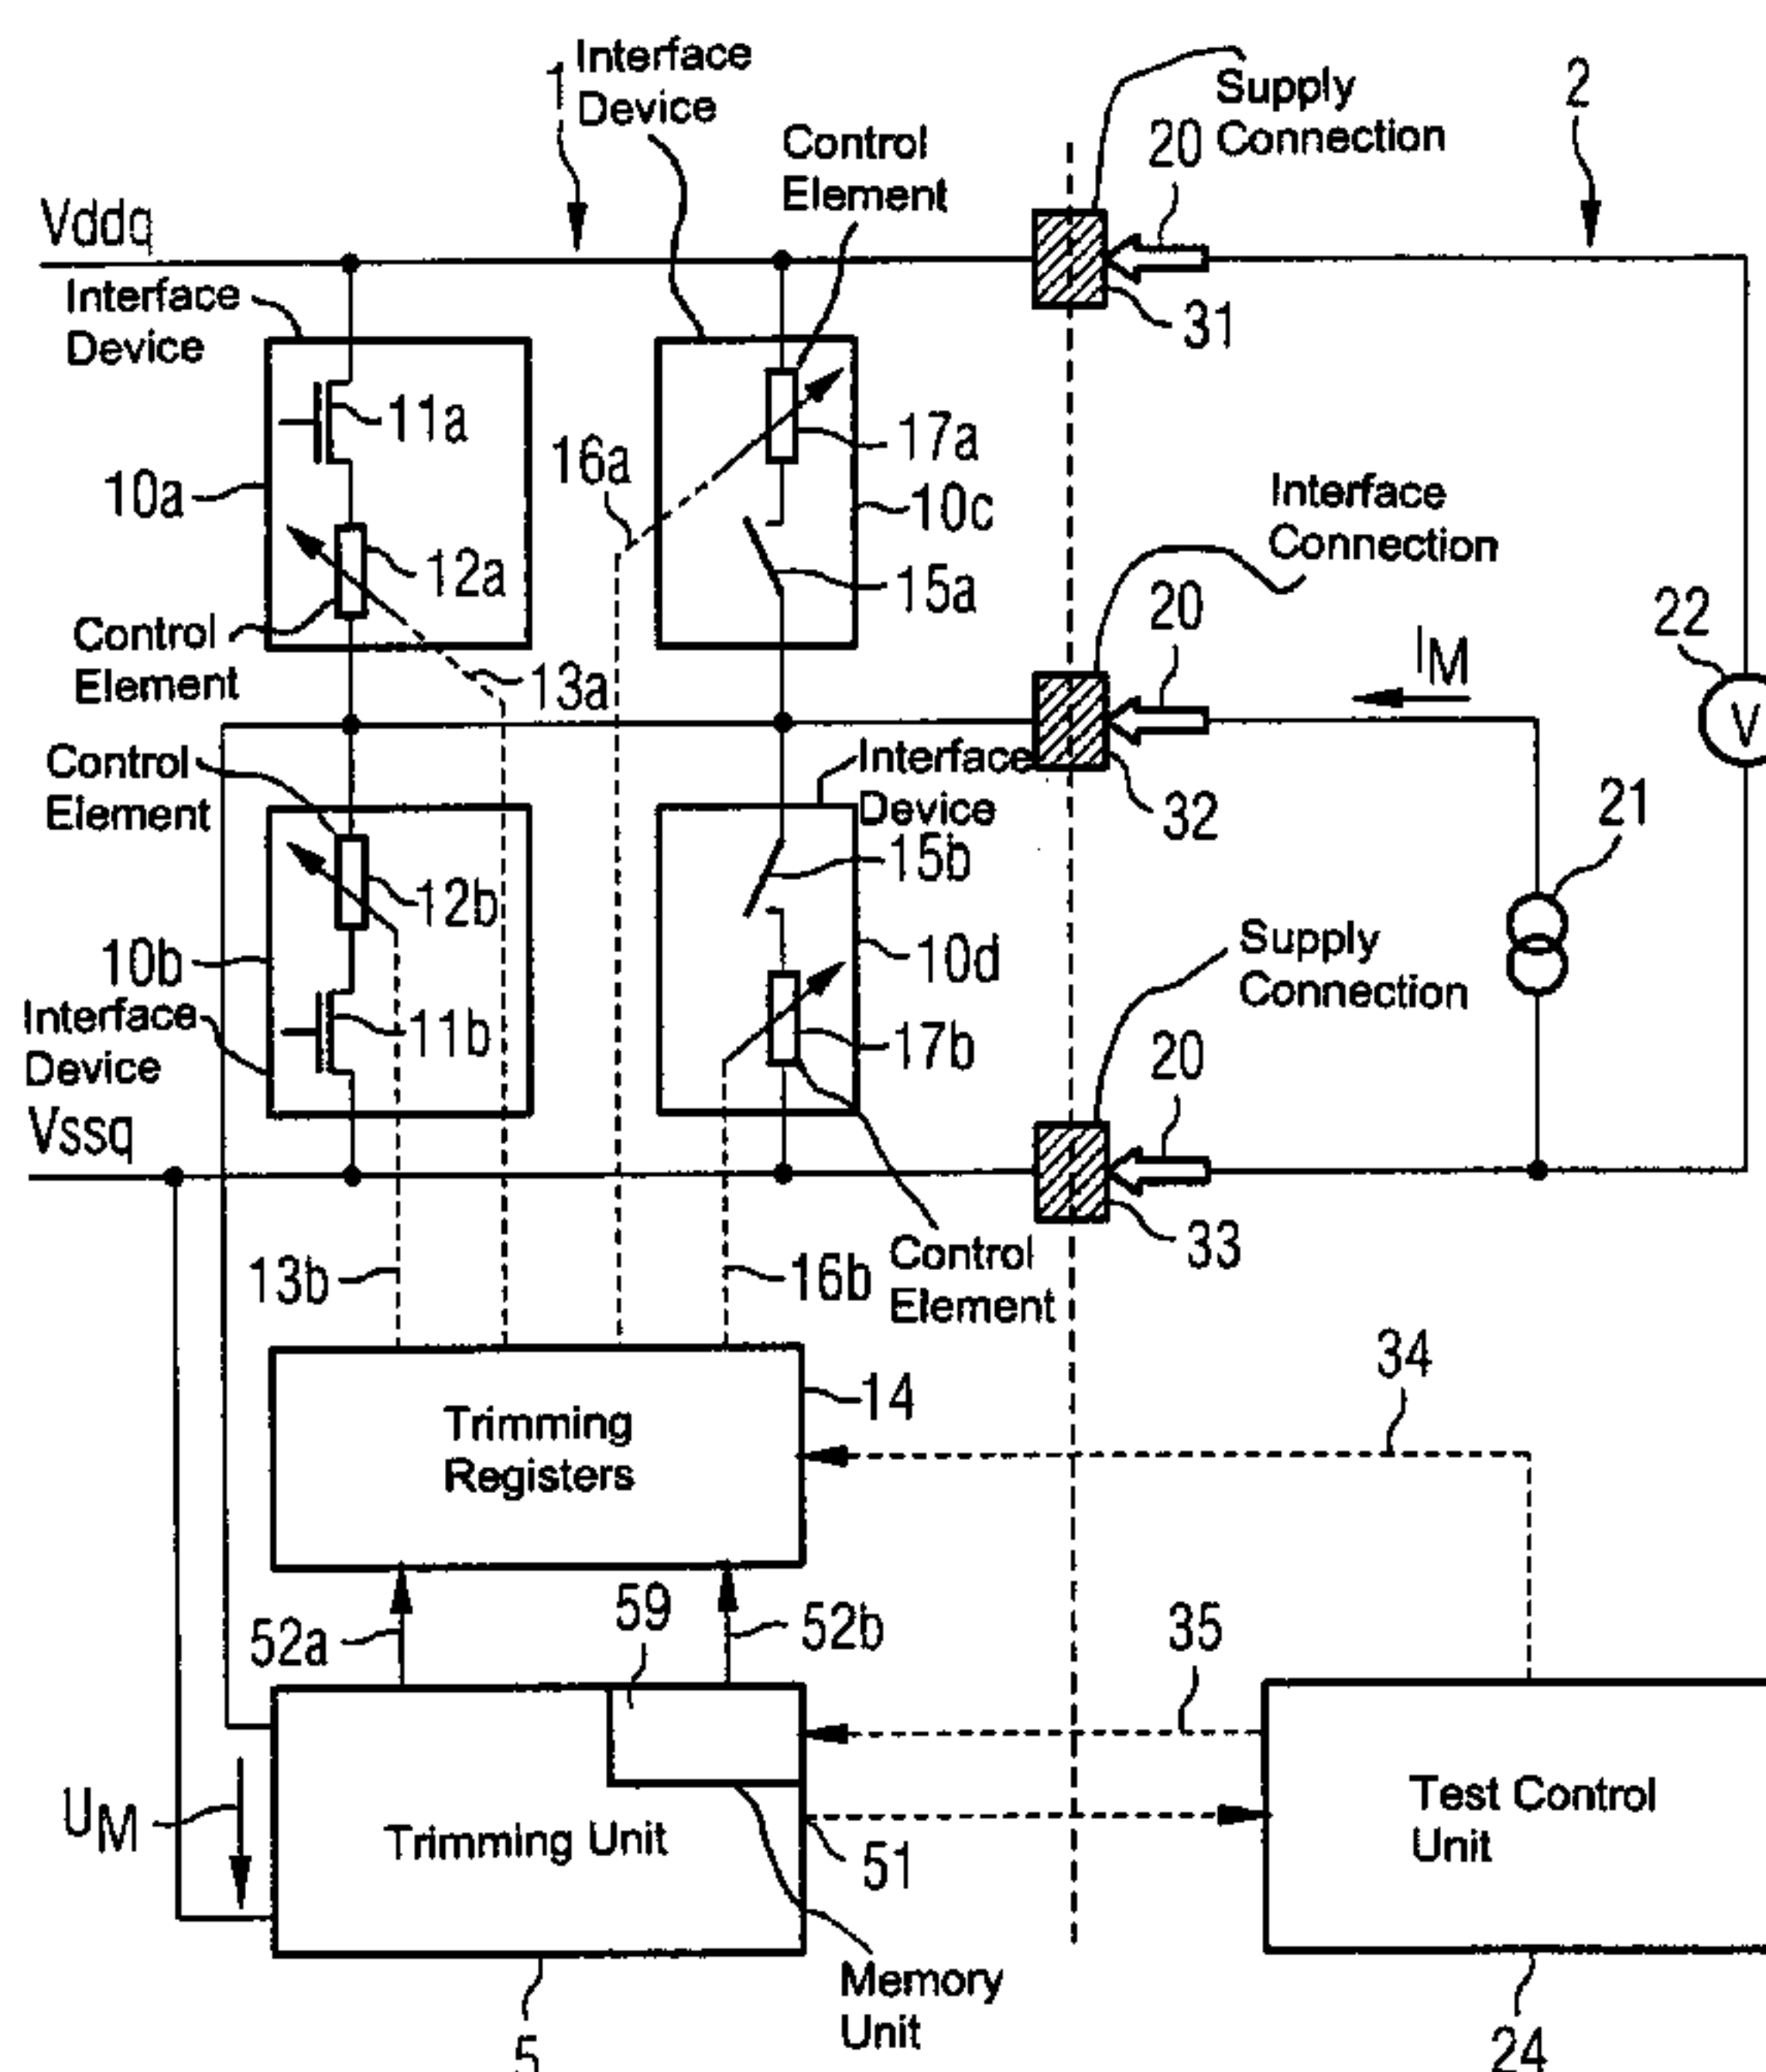 1
Interface
Device
Supply
Connection
2
Control
Element
20
Vddq
Interface
Device
31
11a
16a
17a
10a
10c
Interface
Connection
12a
15a
20
22
Control
Element
13a
IM
V
Control
Element
Interface
Device
32
21
15b
12b
10b
10d
Supply
Connection
Interface
Device
11b
17b
20
Vssq
33
13b
16b
Control
Element
34
14
Trimming
Registers
59
52a
52b
35
UM
Trimming Unit
51
Test Control
Unit
Memory
Unit
5
24